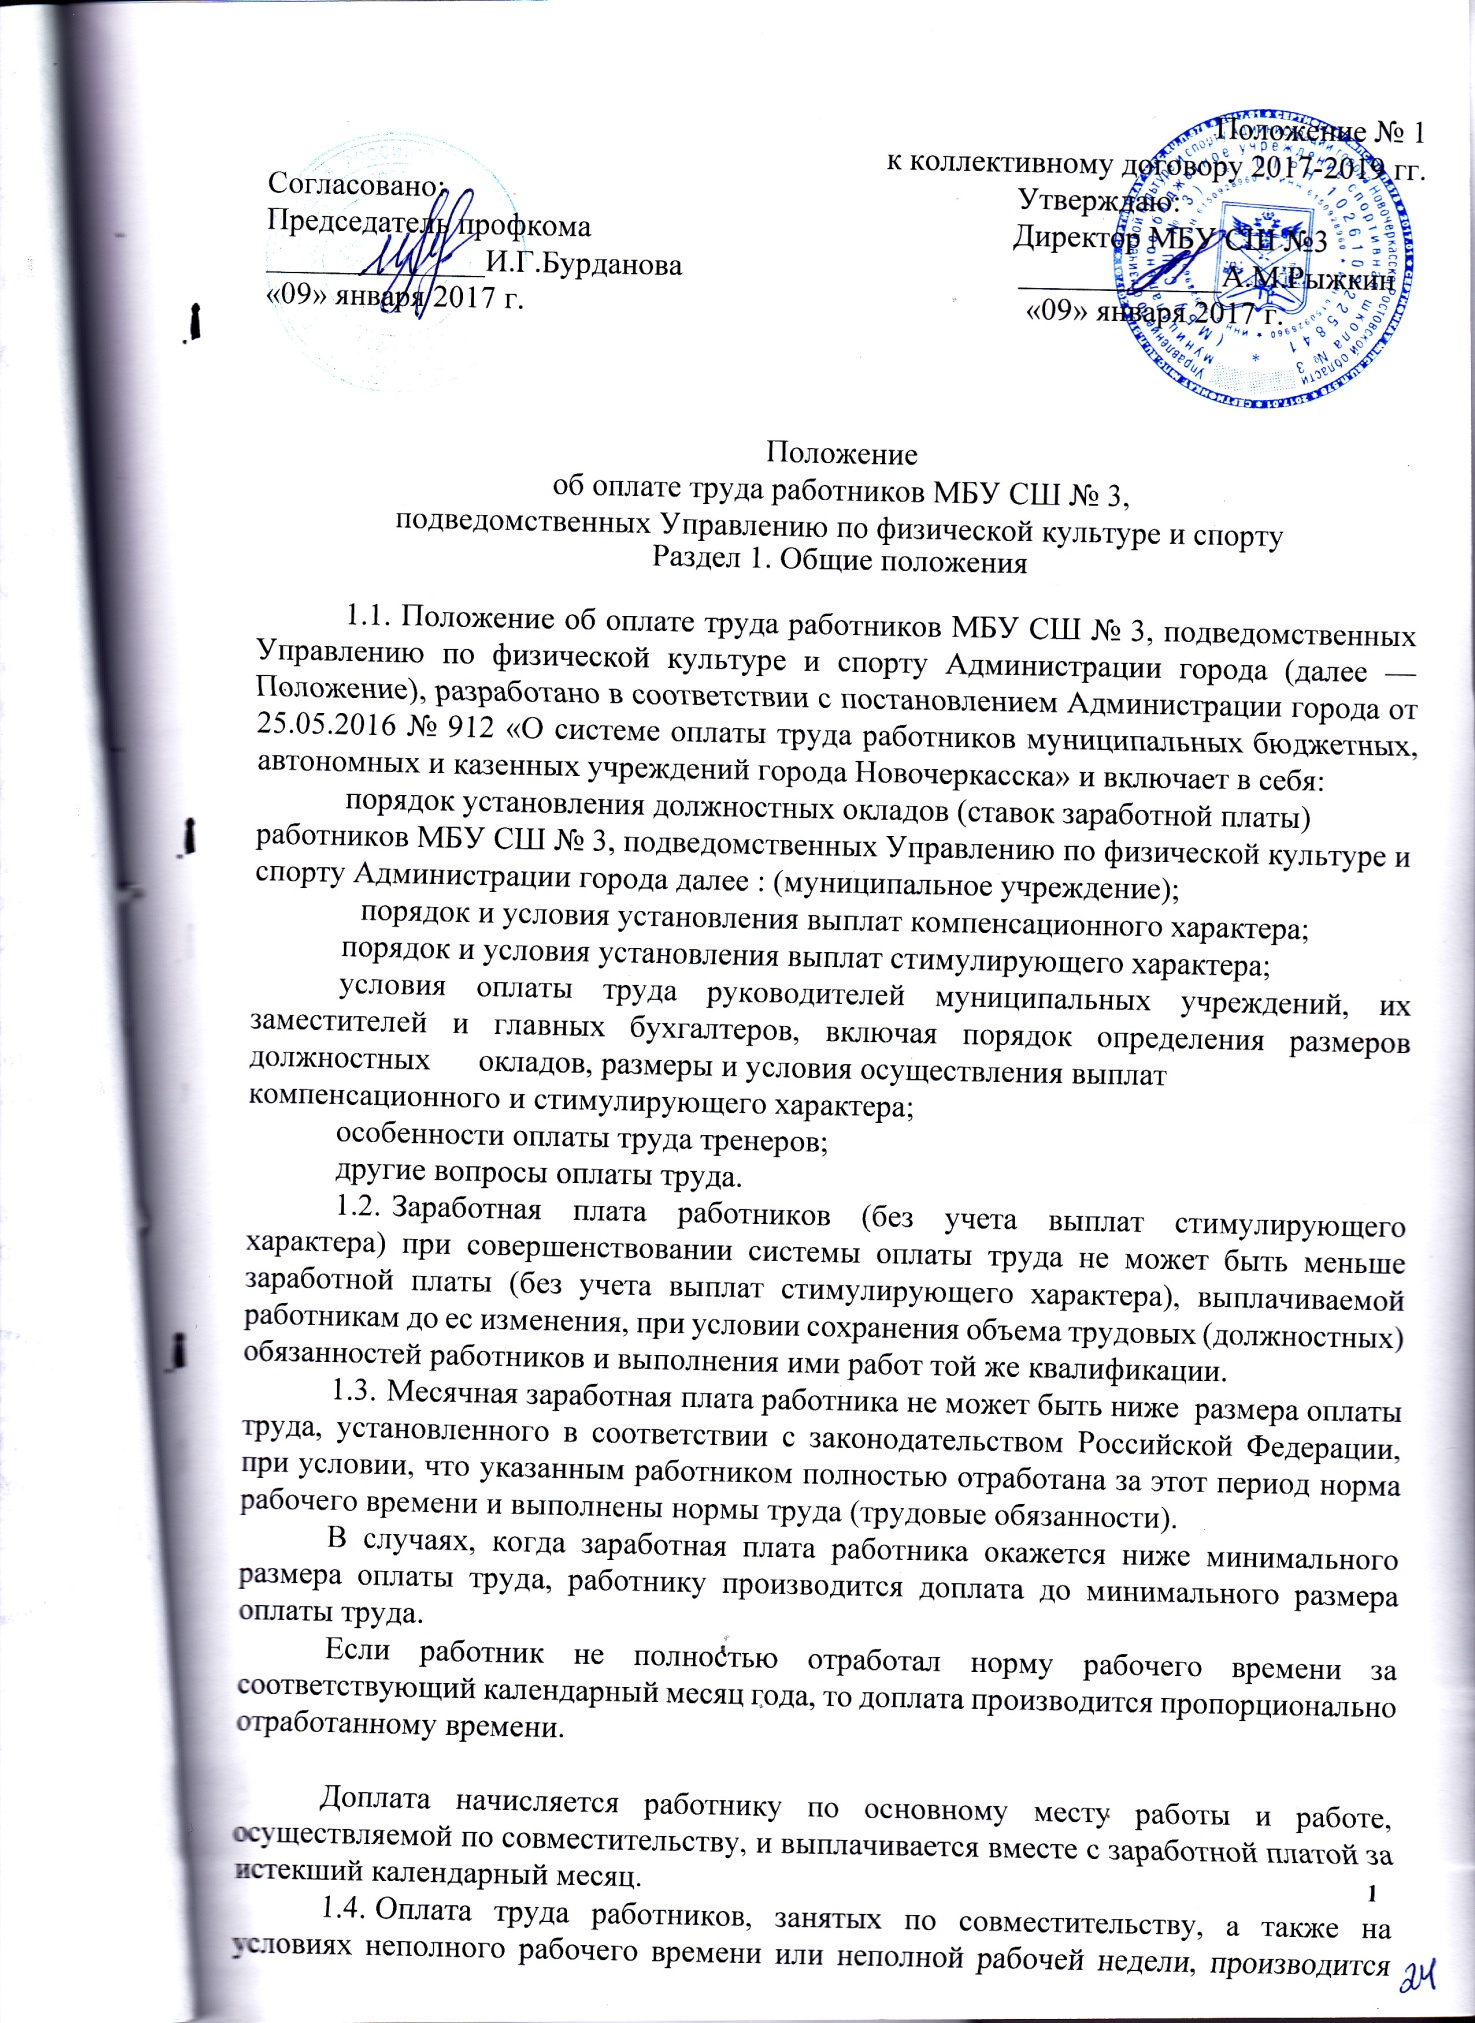 Положение № 1
к коллективному договору 2017-2019 гг.
Согласовано:
Председатель профкома
_______________И.Г.Бурданова
«09» января 2017 г.
Утверждаю:
Директор МБУ СШ №3
______________А.М.Рыжкин
«09» января 2017 г.
Положение
об оплате труда работников МБУ СШ № 3,
подведомственных Управлению по физической культуре и спорту
Раздел 1. Общие положения
1.1. Положение об оплате труда работников МБУ СШ № 3, подведомственных
Управлению по физической культуре и спорту Администрации города (далее —
Положение), разработано в соответствии с постановлением Администрации города от
25.05.2016 № 912 «О системе оплаты труда работников муниципальных бюджетных,
автономных и казенных учреждений города Новочеркасска» и включает в себя:
порядок установления должностных окладов (ставок заработной платы)
работников МБУ СШ № 3, подведомственных Управлению по физической культуре и
спорту Администрации города далее : (муниципальное учреждение);
порядок и условия установления выплат компенсационного характера;
порядок и условия установления выплат стимулирующего характера;
условия оплаты труда руководителей муниципальных учреждений, их
заместителей и главных бухгалтеров, включая порядок определения размеров
должностных окладов, размеры и условия осуществления выплат
компенсационного и стимулирующего характера;
особенности оплаты труда тренеров;
другие вопросы оплаты труда.
1.2. Заработная плата работников (без учета выплат стимулирующего
характера) при совершенствовании системы оплаты труда не может быть меньше
заработной платы (без учета выплат стимулирующего характера), выплачиваемой
работникам до ес изменения, при условии сохранения объема трудовых (должностных)
обязанностей работников и выполнения ими работ той же квалификации.
1.3. Месячная заработная плата работника не может быть ниже размера оплаты
труда, установленного в соответствии с законодательством Российской Федерации,
при условии, что указанным работником полностью отработана за этот период норма
рабочего времени и выполнены нормы труда (трудовые обязанности).
В случаях, когда заработная плата работника окажется ниже минимального
размера оплаты труда, работнику производится доплата до минимального размера
оплаты труда.
Если работник не полностью отработал норму рабочего времени за
соответствующий календарный месяц года, то доплата производится пропорционально
отработанному времени.
Доплата начисляется работнику по основному месту работы и работе,
осуществляемой по совместительству, и выплачивается вместе с заработной платой за
истекший календарный месяц.
1
1.4. Оплата труда работников, занятых по совместительству, а также на
условиях неполного рабочего времени или неполной рабочей недели, производится
24